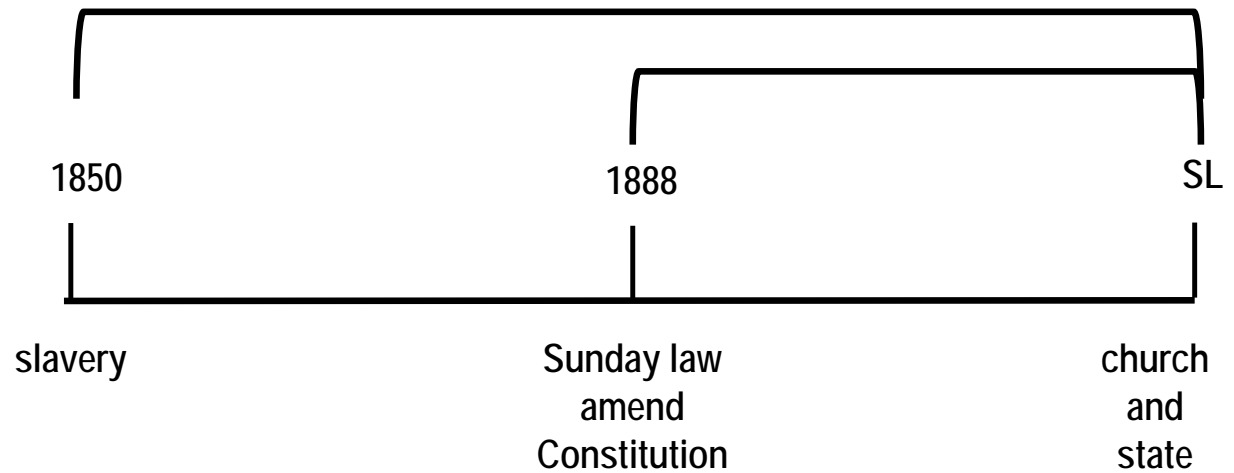 1850
1888
SL
slavery
Sunday law
amend
Constitution
church
and
state